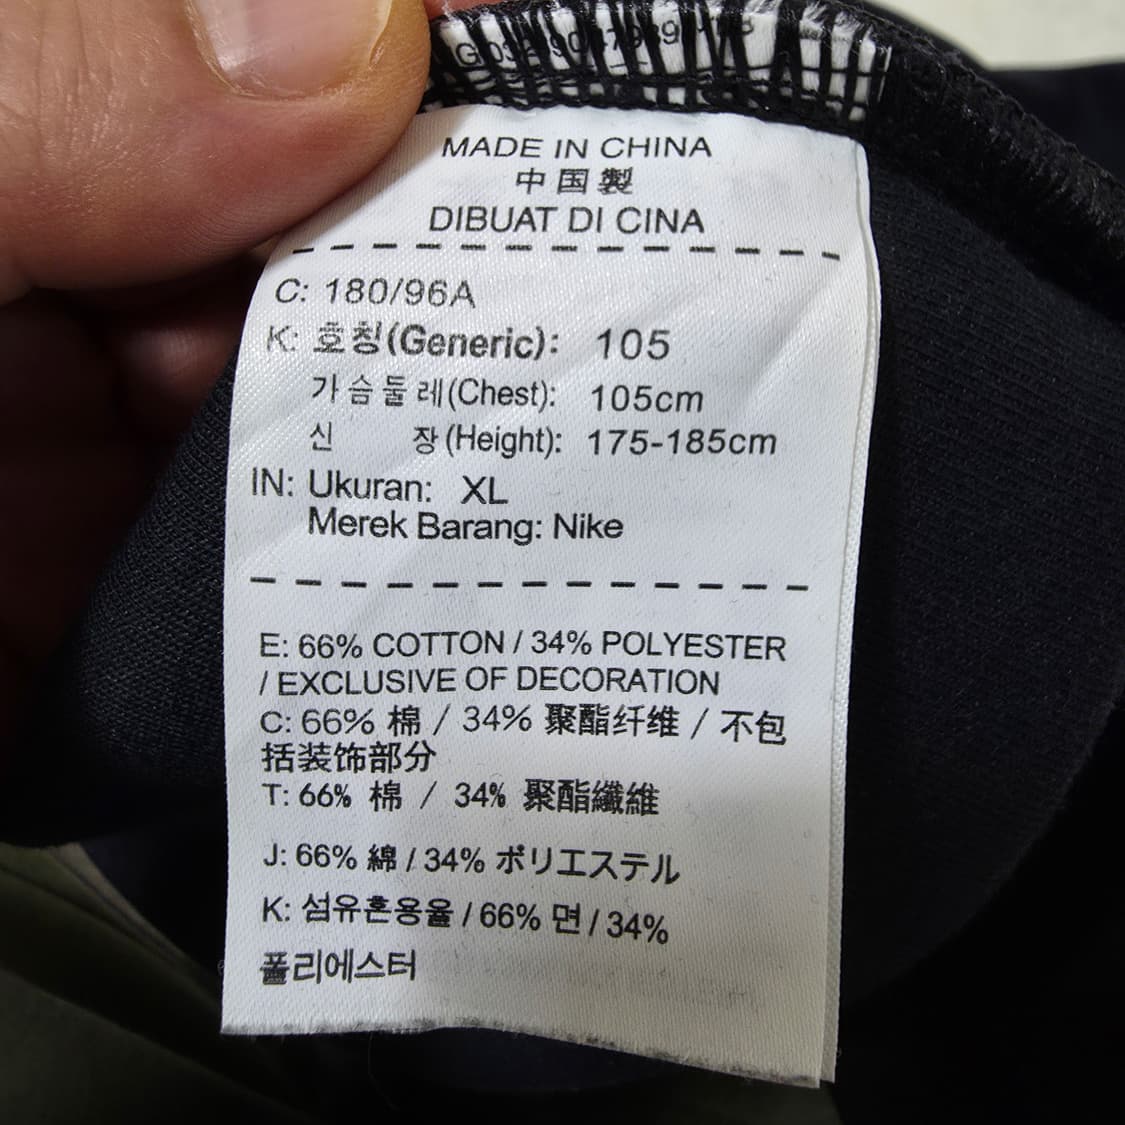 MADE IN CHINA
中国製
DIBUAT DI CINA
C: 180/96A
K: 호칭(Generic): 105
가슴둘레(Chest): 105cm
신 장(Height): 175-185cm
IN: Ukuran: XL
Merek Barang: Nike
E: 66% COTTON / 34% POLYESTER
/ EXCLUSIVE OF DECORATION
C: 66% 棉 / 34% 聚酯纤维 / 不包
括装饰部分
T: 66% 棉 / 34% 聚酯纖維
J: 66% 綿 / 34% ポリエステル
K: 섬유혼용율 / 66% 면 / 34%
폴리에스터